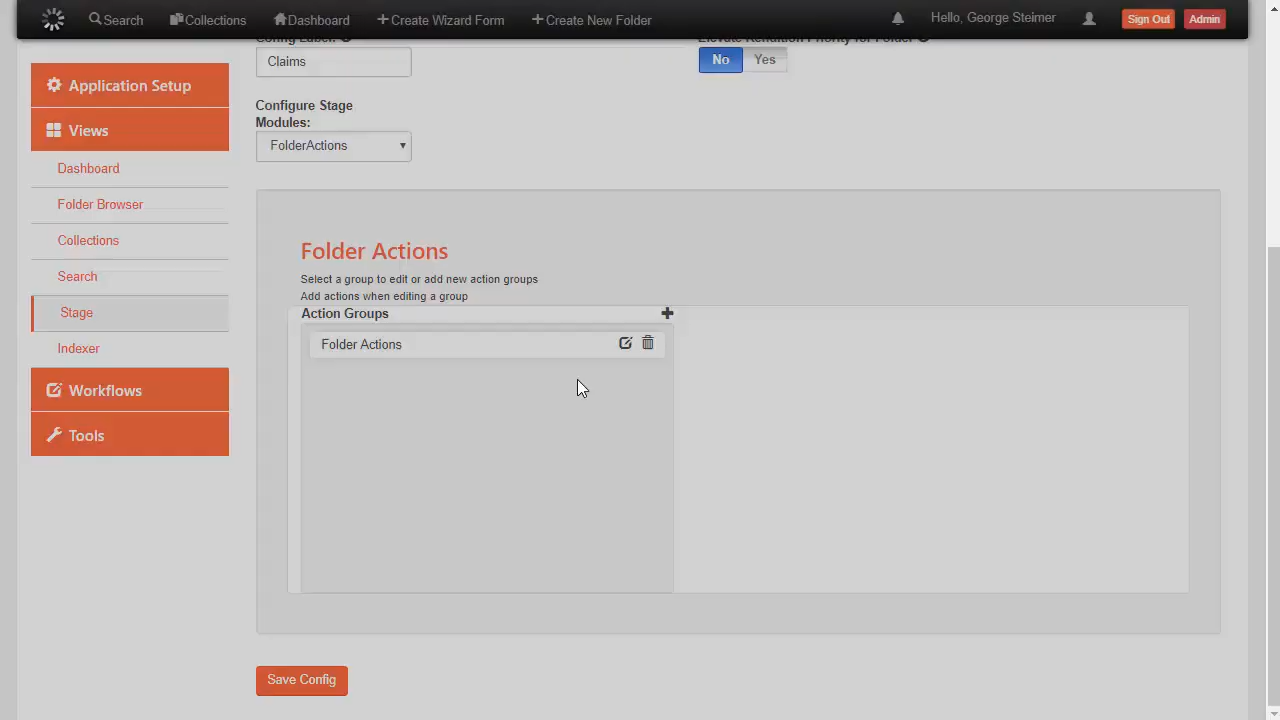 Search Collections Dashboard Create Wizard Form Create New Folder Hello, George Steimer Sign Out Admin
Config Label: Elevate Rendition Priority for Folder
Claims No Yes
Application Setup
Views
Dashboard
Folder Browser
Collections
Search
Stage
Indexer
Workflows
Tools
Configure Stage
Modules:
FolderActions
Folder Actions
Select a group to edit or add new action groups
Add actions when editing a group
Action Groups
Folder Actions
Save Config